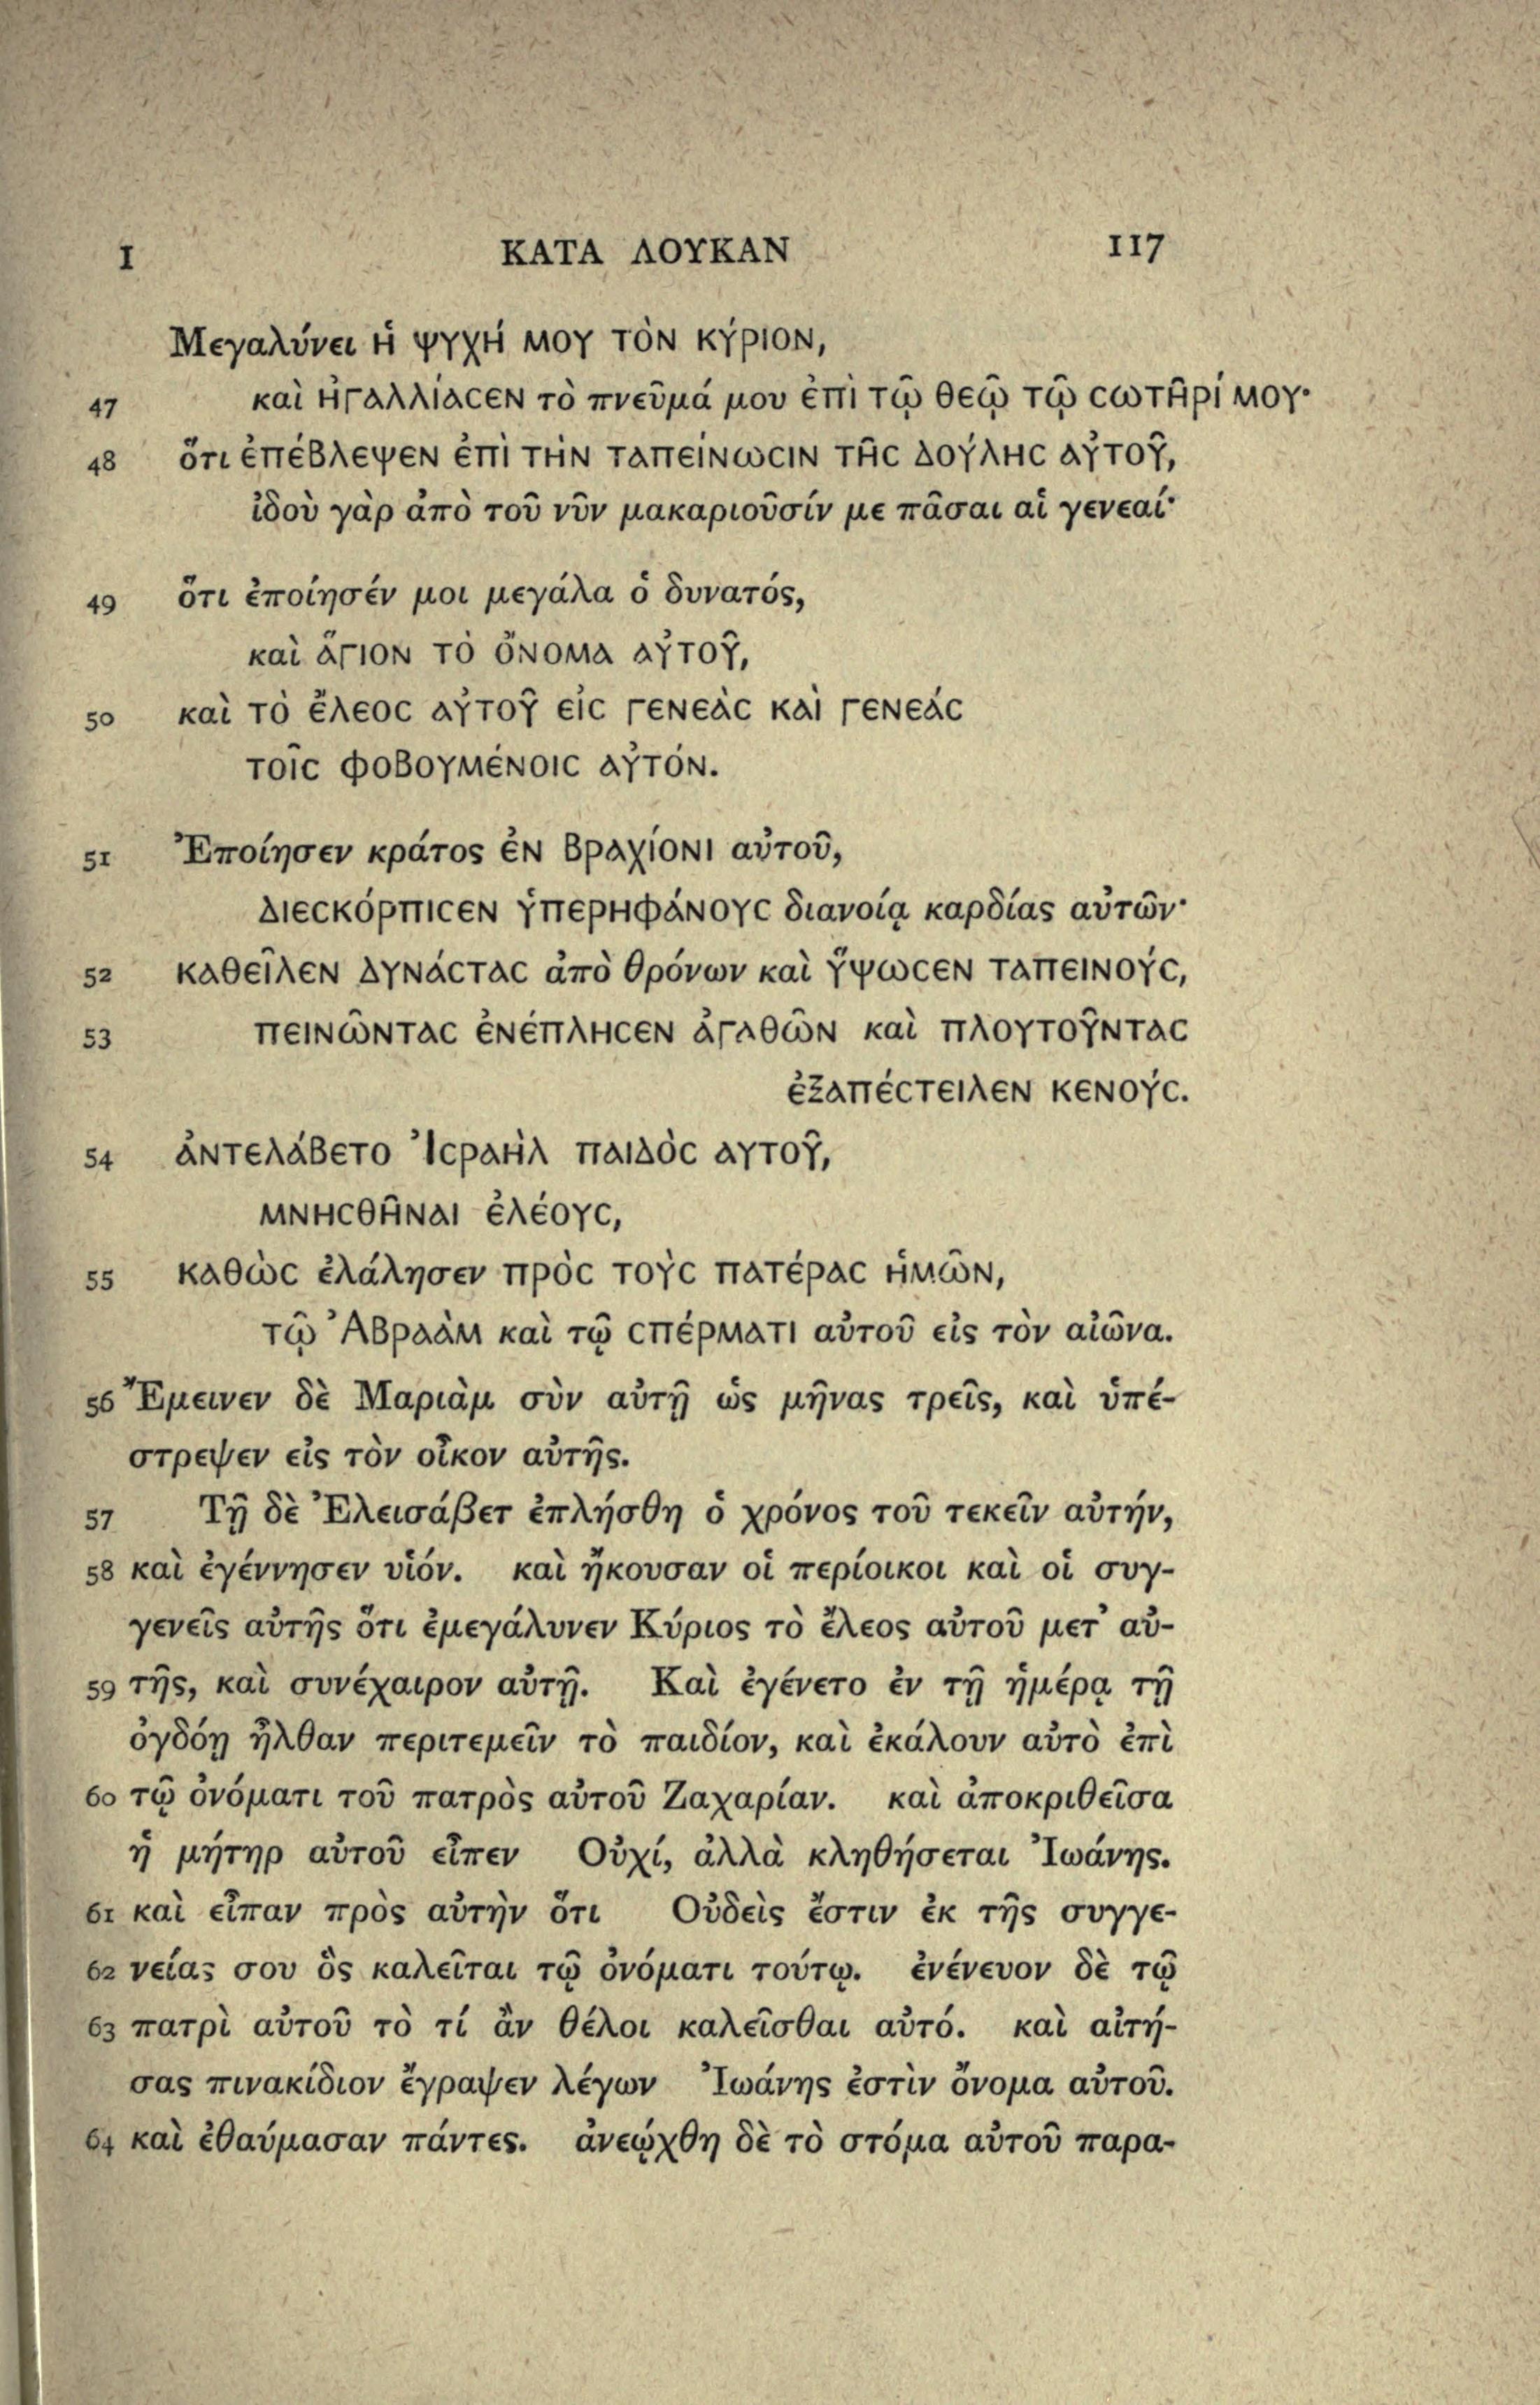 I ΚΑΤΑ ΛΟΥΚΑΝ 117
Μεγαλύνει ἡ ψυχή μου τὸν κύριον,
47 καὶ ἠγαλλίασεν τὸ πνεῦμά μου ἐπὶ τῷ θεῷ τῷ σωτῆρί μου·
48 ὅτι ἐπέβλεψεν ἐπὶ τὴν ταπείνωσιν τῆς δούλης αὐτοῦ,
ἰδοὺ γὰρ ἀπὸ τοῦ νῦν μακαριοῦσίν με πᾶσαι αἱ γενεαί·
49 ὅτι ἐποίησέν μοι μεγάλα ὁ δυνατός,
καὶ ἅγιον τὸ ὄνομα αὐτοῦ,
50 καὶ τὸ ἔλεος αὐτοῦ εἰς γενεὰς καὶ γενεάς
τοῖς φοβουμένοις αὐτόν.
51 Ἐποίησεν κράτος ἐν βραχίονι αὐτοῦ,
διεσκόρπισεν ὑπερηφάνους διανοίᾳ καρδίας αὐτῶν·
52 καθεῖλεν δυνάστας ἀπὸ θρόνων καὶ ὕψωσεν ταπεινούς,
53 πεινῶντας ἐνέπλησεν ἀγαθῶν καὶ πλουτοῦντας
ἐξαπέστειλεν κενούς.
54 ἀντελάβετο Ἰσραὴλ παιδὸς αυτοῦ,
μνησθῆναι ἐλέους,
55 καθὼς ἐλάλησεν πρὸς τοὺς πατέρας ἡμῶν,
τῷ Ἀβραὰμ καὶ τῷ σπέρματι αὐτοῦ εἰς τὸν αἰῶνα.
56 Ἔμεινεν δὲ Μαριὰμ σὺν αὐτῇ ὡς μῆνας τρεῖς, καὶ ὑπέ-
στρεψεν εἰς τὸν οἶκον αὐτῆς.
57 Τῇ δὲ Ἐλεισάβετ ἐπλήσθη ὁ χρόνος τοῦ τεκεῖν αὐτήν,
58 καὶ ἐγέννησεν υἱόν. καὶ ἤκουσαν οἱ περίοικοι καὶ οἱ συγ-
γενεῖς αὐτῆς ὅτι ἐμεγάλυνεν Κύριος τὸ ἔλεος αὐτοῦ μετ᾽ αὐ-
59 τῆς, καὶ συνέχαιρον αὐτῇ. Καὶ ἐγένετο ἐν τῇ ἡμέρᾳ τῇ
ὀγδόῃ ἦλθαν περιτεμεῖν τὸ παιδίον, καὶ ἐκάλουν αὐτὸ ἐπὶ
60 τῷ ὀνόματι τοῦ πατρὸς αὐτοῦ Ζαχαρίαν. καὶ ἀποκριθεῖσα
ἡ μήτηρ αὐτοῦ εἶπεν Οὐχί, ἀλλὰ κληθήσεται Ἰωάνης.
61 καὶ εἶπαν πρὸς αὐτὴν ὅτι Οὐδεὶς ἔστιν ἐκ τῆς συγγε-
62 νείας σου ὃς καλεῖται τῷ ὀνόματι τούτῳ. ἐνένευον δὲ τῷ
63 πατρὶ αὐτοῦ τὸ τί ἂν θέλοι καλεῖσθαι αὐτό. καὶ αἰτή-
σας πινακίδιον ἔγραψεν λέγων Ἰωάνης ἐστὶν ὄνομα αὐτοῦ.
64 καὶ ἐθαύμασαν πάντες. ἀνεῴχθη δὲ τὸ στόμα αὐτοῦ παρα-